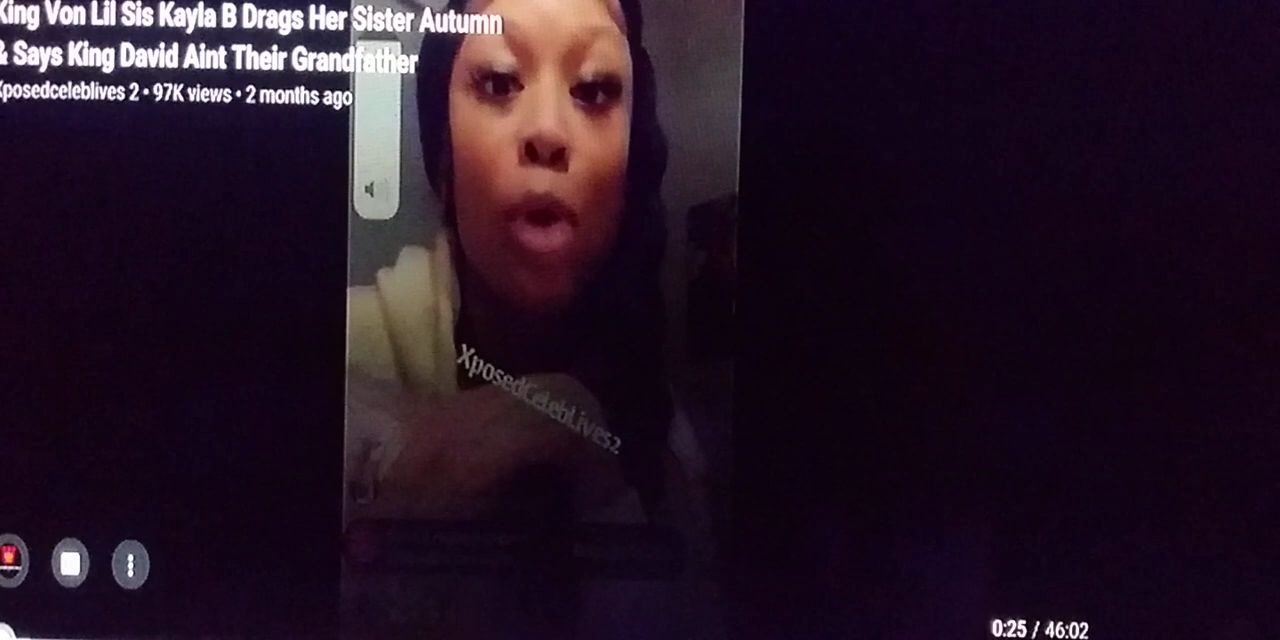 King Von Lil Sis Kayla B Drags Her Sister Autumn
& Says King David Aint Their Grandfather
Xposedceleblives 2 • 97K views • 2 months ago
XposedCelebLives2
0:25 / 46:02